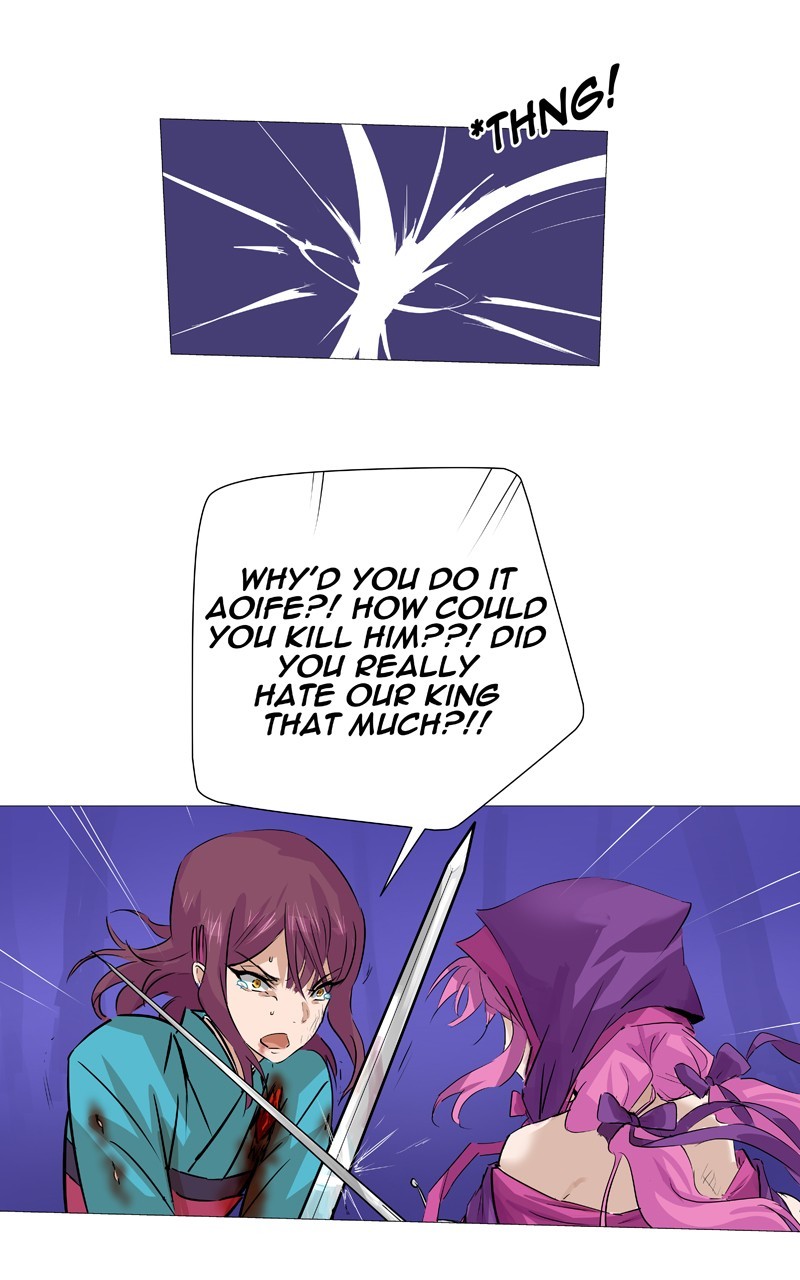 *THNG!
WHY'D YOU DO IT
AOIFE?! HOW COULD
YOU KILL HIM??! DID
YOU REALLY
HATE OUR KING
THAT MUCH?!!